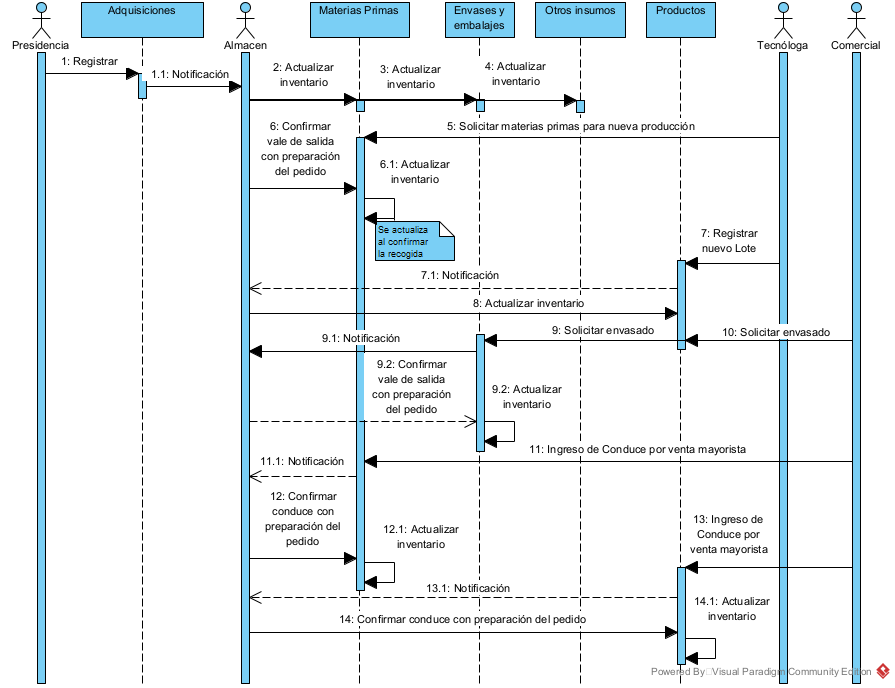 Adquisiciones
Materias Primas
Envases y
embalajes
Otros insumos
Productos
Presidencia
Almacen
Tecnóloga
Comercial
1: Registrar
1.1: Notificación
2: Actualizar
inventario
3: Actualizar
inventario
4: Actualizar
inventario
5: Solicitar materias primas para nueva producción
6: Confirmar
vale de salida
con preparación
del pedido
6.1: Actualizar
inventario
Se actualiza
al confirmar
la recogida
7: Registrar
nuevo Lote
7.1: Notificación
8: Actualizar inventario
9: Solicitar envasado
10: Solicitar envasado
9.1: Notificación
9.2: Confirmar
vale de salida
con preparación
del pedido
9.2: Actualizar
inventario
11: Ingreso de Conduce por venta mayorista
11.1: Notificación
12: Confirmar
conduce con
preparación del
pedido
12.1: Actualizar
inventario
13: Ingreso de
Conduce por
venta mayorista
13.1: Notificación
14: Confirmar conduce con preparación del pedido
14.1: Actualizar
inventario
Powered By Visual Paradigm Community Edition